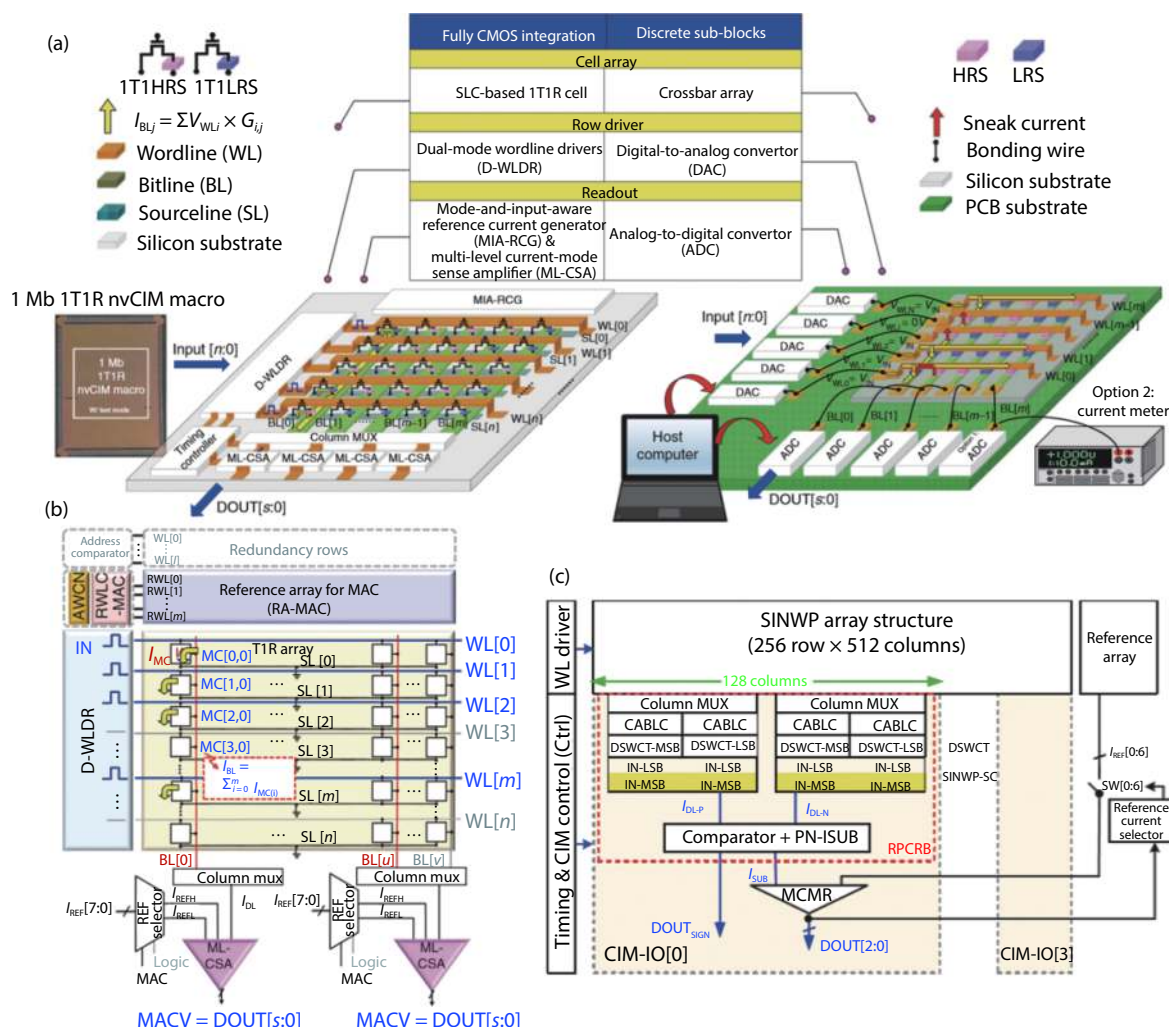 (a)
Fully CMOS integration
Discrete sub-blocks
Cell array
SLC-based 1T1R cell
Crossbar array
Row driver
Dual-mode wordline drivers
(D-WLDR)
Digital-to-analog convertor
(DAC)
Readout
Mode-and-input-aware
reference current generator
(MIA-RCG) &
multi-level current-mode
sense amplifier (ML-CSA)
Analog-to-digital convertor
(ADC)
1T1HRS 1T1LRS
I_BLj = ΣV_WLi × G_i,j
Wordline (WL)
Bitline (BL)
Sourceline (SL)
Silicon substrate
HRS LRS
Sneak current
Bonding wire
Silicon substrate
PCB substrate
1 Mb 1T1R nvCIM macro
1 Mb
1T1R
nvCIM macro
W/ test mode
Input [n:0]
MIA-RCG
D-WLDR
WL[0]
SL[0]
WL[1]
SL[1]
WL[n]
SL[n]
BL[0] BL[1] ...... BL[m−1] BL[m]
Column MUX
Timing
controller
ML-CSA ML-CSA ML-CSA ML-CSA
DOUT[s:0]
Input [n:0]
DAC
DAC
DAC
DAC
DAC
V_WLN = V_IN
V_WLi = 0V
V_WL1 = V_IN
V_WL0 = V_IN
WL[m]
WL[m−1]
WL[1]
WL[0]
BL[0] BL[1] ...... BL[m−1] BL[m]
ADC ADC ADC ADC ADC
Option 1
Host
computer
DOUT[s:0]
Option 2:
current meter
(b)
Address
comparator
WL[0]
WL[l]
Redundancy rows
AWCN
RWLC
-MAC
RWL[0]
RWL[1]
RWL[m]
Reference array for MAC
(RA-MAC)
IN
D-WLDR
T1R array
I_MC
MC[0,0]
SL [0]
WL[0]
MC[1,0]
... SL [1] ...
WL[1]
MC[2,0]
... SL [2] ...
WL[2]
MC[3,0]
... SL [3] ...
WL[3]
I_BL =
Σ^m_i=0 I_MC(i)
WL[m]
SL [m]
WL[n]
... SL [n] ...
BL[0]
BL[u]
BL[v]
Column mux
Column mux
I_REF[7:0]
REF
selector
I_REFH
I_REFL
I_DL
ML-
CSA
Logic
MAC
I_REF[7:0]
REF
selector
I_REFH
I_REFL
ML-
CSA
Logic
MAC
MACV = DOUT[s:0]
MACV = DOUT[s:0]
(c)
WL driver
SINWP array structure
(256 row × 512 columns)
Reference
array
Timing & CIM control (Ctrl)
128 columns
Column MUX
Column MUX
CABLC CABLC
CABLC CABLC
DSWCT-MSB DSWCT-LSB
DSWCT-MSB DSWCT-LSB
DSWCT
IN-LSB IN-LSB
IN-LSB IN-LSB
SINWP-SC
IN-MSB IN-MSB
IN-MSB IN-MSB
I_DL-P
I_DL-N
Comparator + PN-ISUB
RPCRB
I_SUB
MCMR
I_REF[0:6]
SW[0:6]
Reference
current
selector
DOUT_SIGN
DOUT[2:0]
CIM-IO[0]
CIM-IO[3]